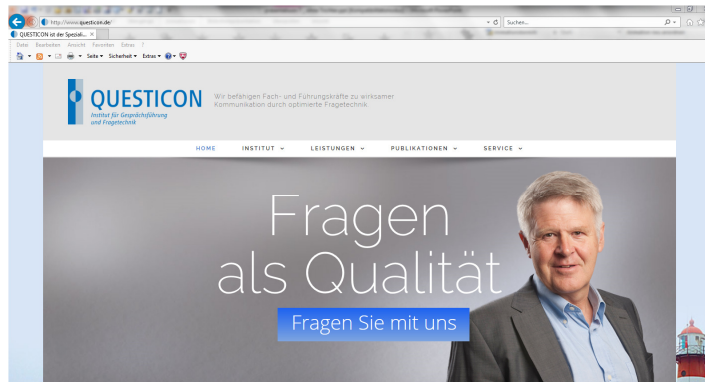 http://www.questicon.de/
Suchen...
QUESTICON ist der Speziali...
Datei Bearbeiten Ansicht Favoriten Extras ?
Seite Sicherheit Extras
QUESTICON
Institut für Gesprächsführung
und Fragetechnik
Wir befähigen Fach- und Führungskräfte zu wirksamer
Kommunikation durch optimierte Fragetechnik
HOME INSTITUT LEISTUNGEN PUBLIKATIONEN SERVICE
Fragen
als Qualität
Fragen Sie mit uns